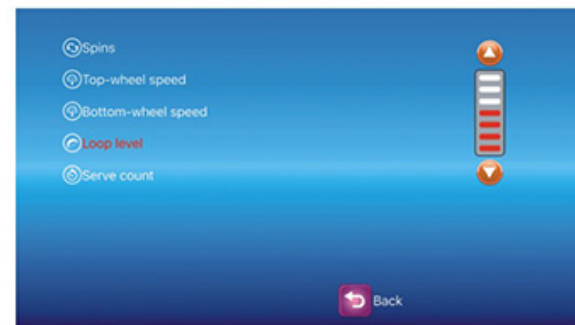 Spins
Top-wheel speed
Bottom-wheel speed
Loop level
Serve count
Back